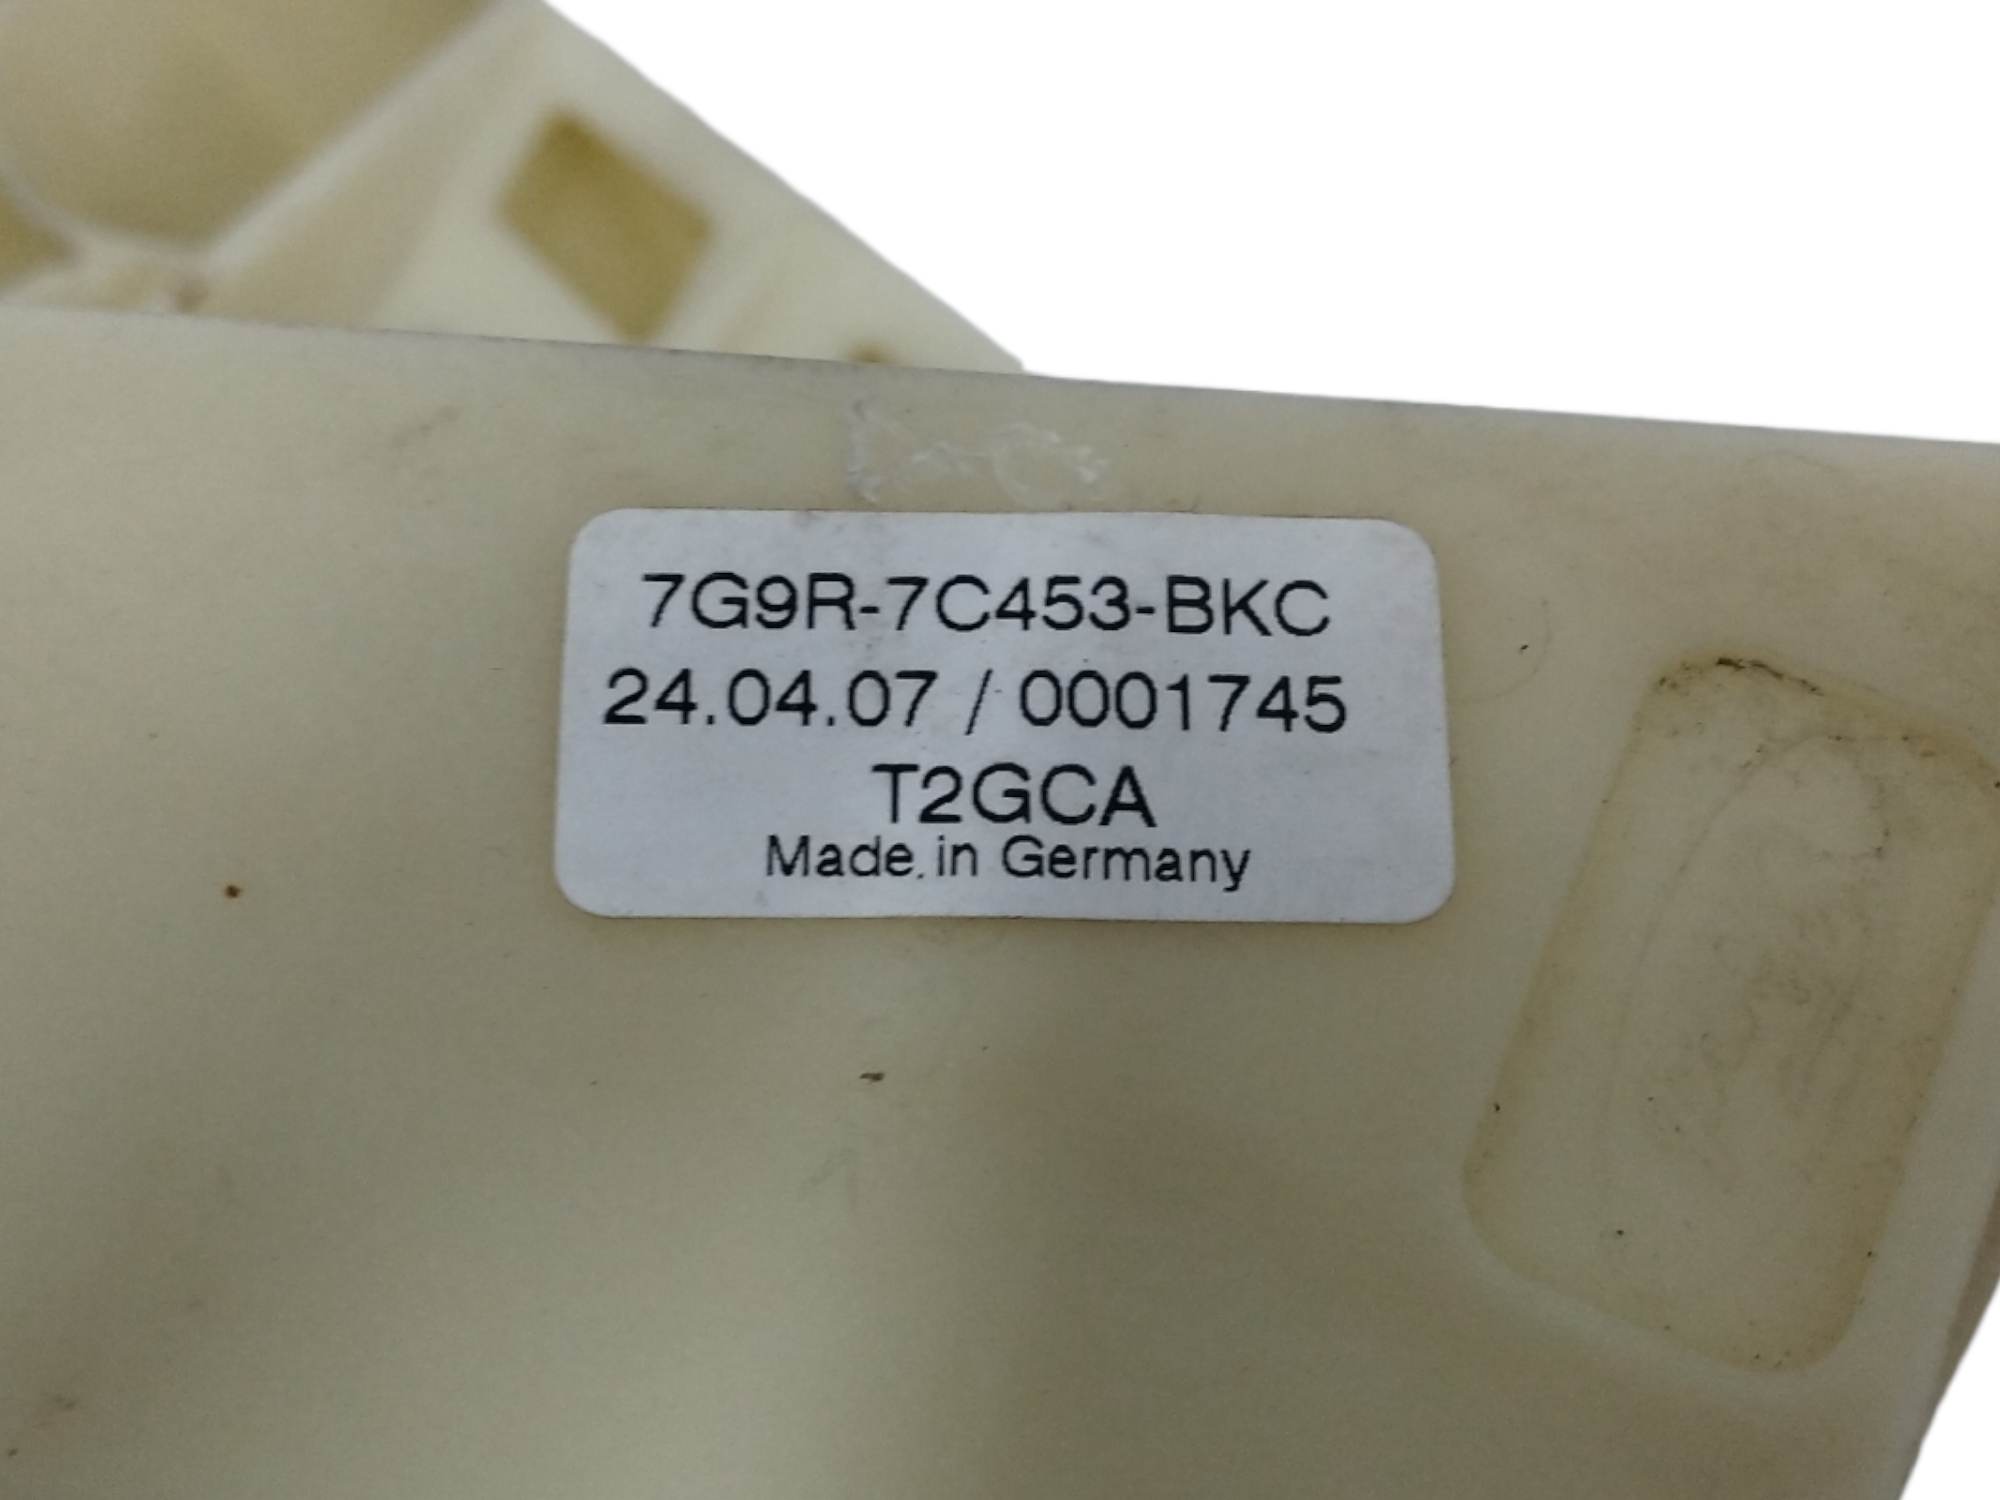 7G9R-7C453-BKC
24.04.07 / 0001745
T2GCA
Made in Germany